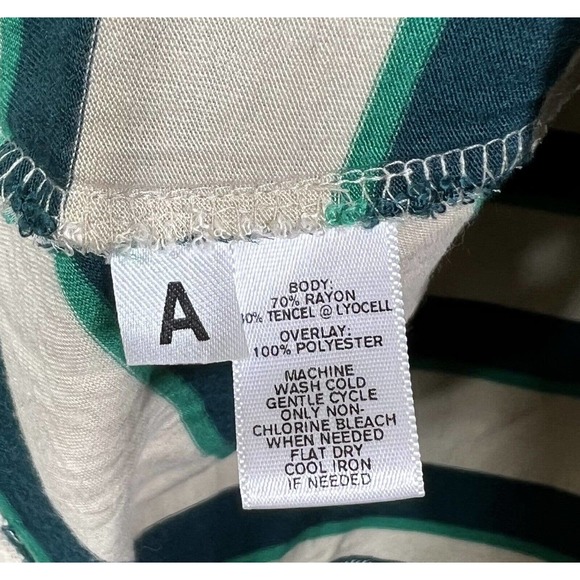 A
BODY:
70% RAYON
30% TENCEL @ LYOCELL
OVERLAY:
100% POLYESTER
MACHINE
WASH COLD
GENTLE CYCLE
ONLY NON-
CHLORINE BLEACH
WHEN NEEDED
FLAT DRY
COOL IRON
IF NEEDED